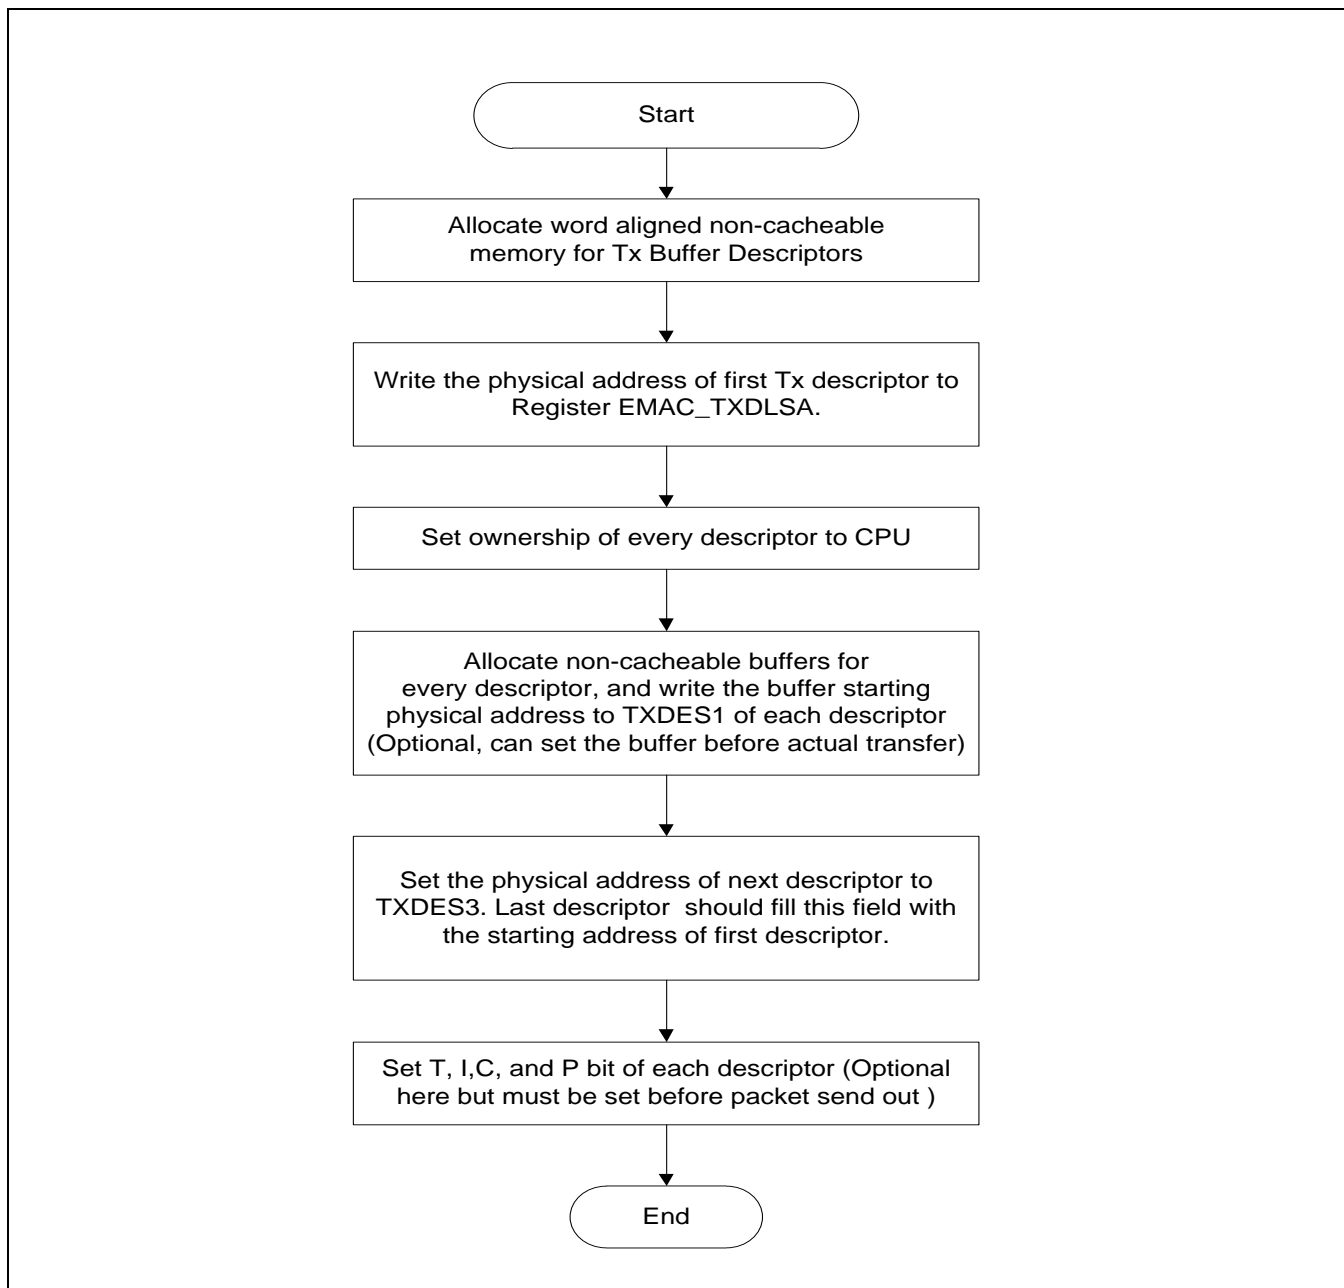 Start
Allocate word aligned non-cacheable
memory for Tx Buffer Descriptors
Write the physical address of first Tx descriptor to
Register EMAC_TXDLSA.
Set ownership of every descriptor to CPU
Allocate non-cacheable buffers for
every descriptor, and write the buffer starting
physical address to TXDES1 of each descriptor
(Optional, can set the buffer before actual transfer)
Set the physical address of next descriptor to
TXDES3. Last descriptor  should fill this field with
the starting address of first descriptor.
Set T, I,C, and P bit of each descriptor (Optional
here but must be set before packet send out )
End